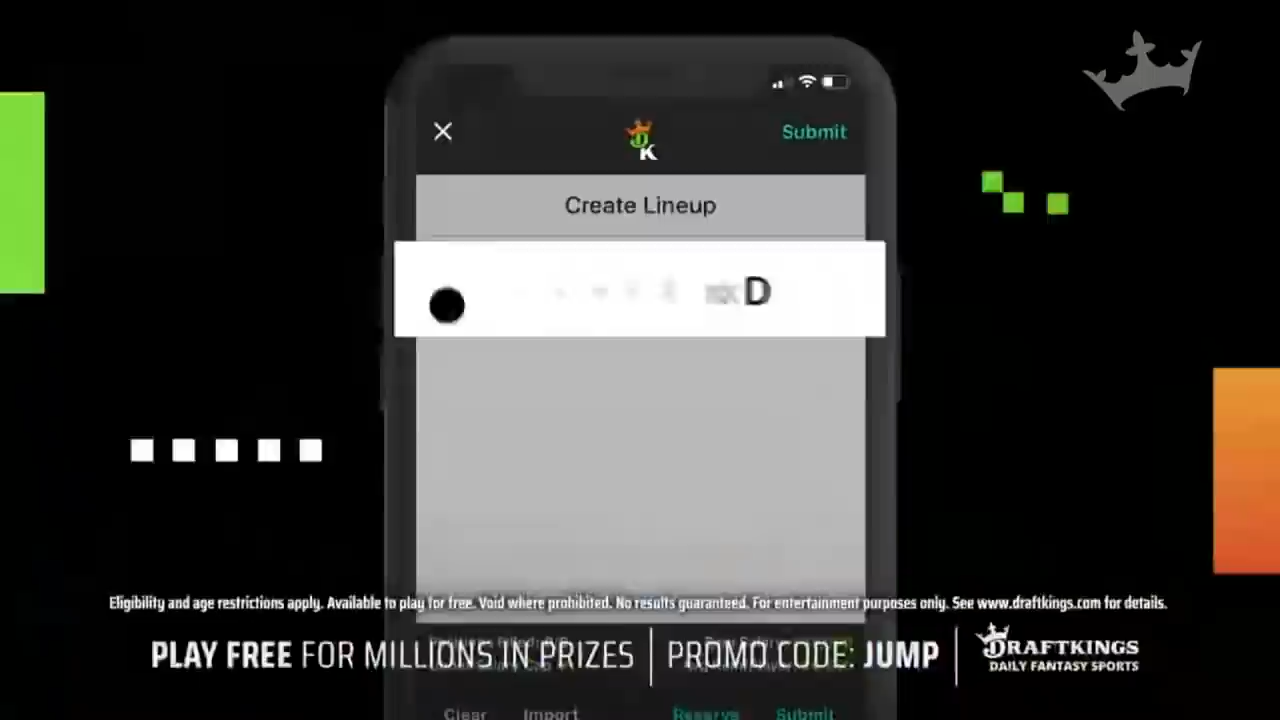 Submit
DK
Create Lineup
D
Eligibility and age restrictions apply. Available to play for free. Void where prohibited. No results guaranteed. For entertainment purposes only. See www.draftkings.com for details.
PLAY FREE FOR MILLIONS IN PRIZES | PROMO CODE: JUMP
DRAFTKINGS
DAILY FANTASY SPORTS
Clear Import Reserve Submit